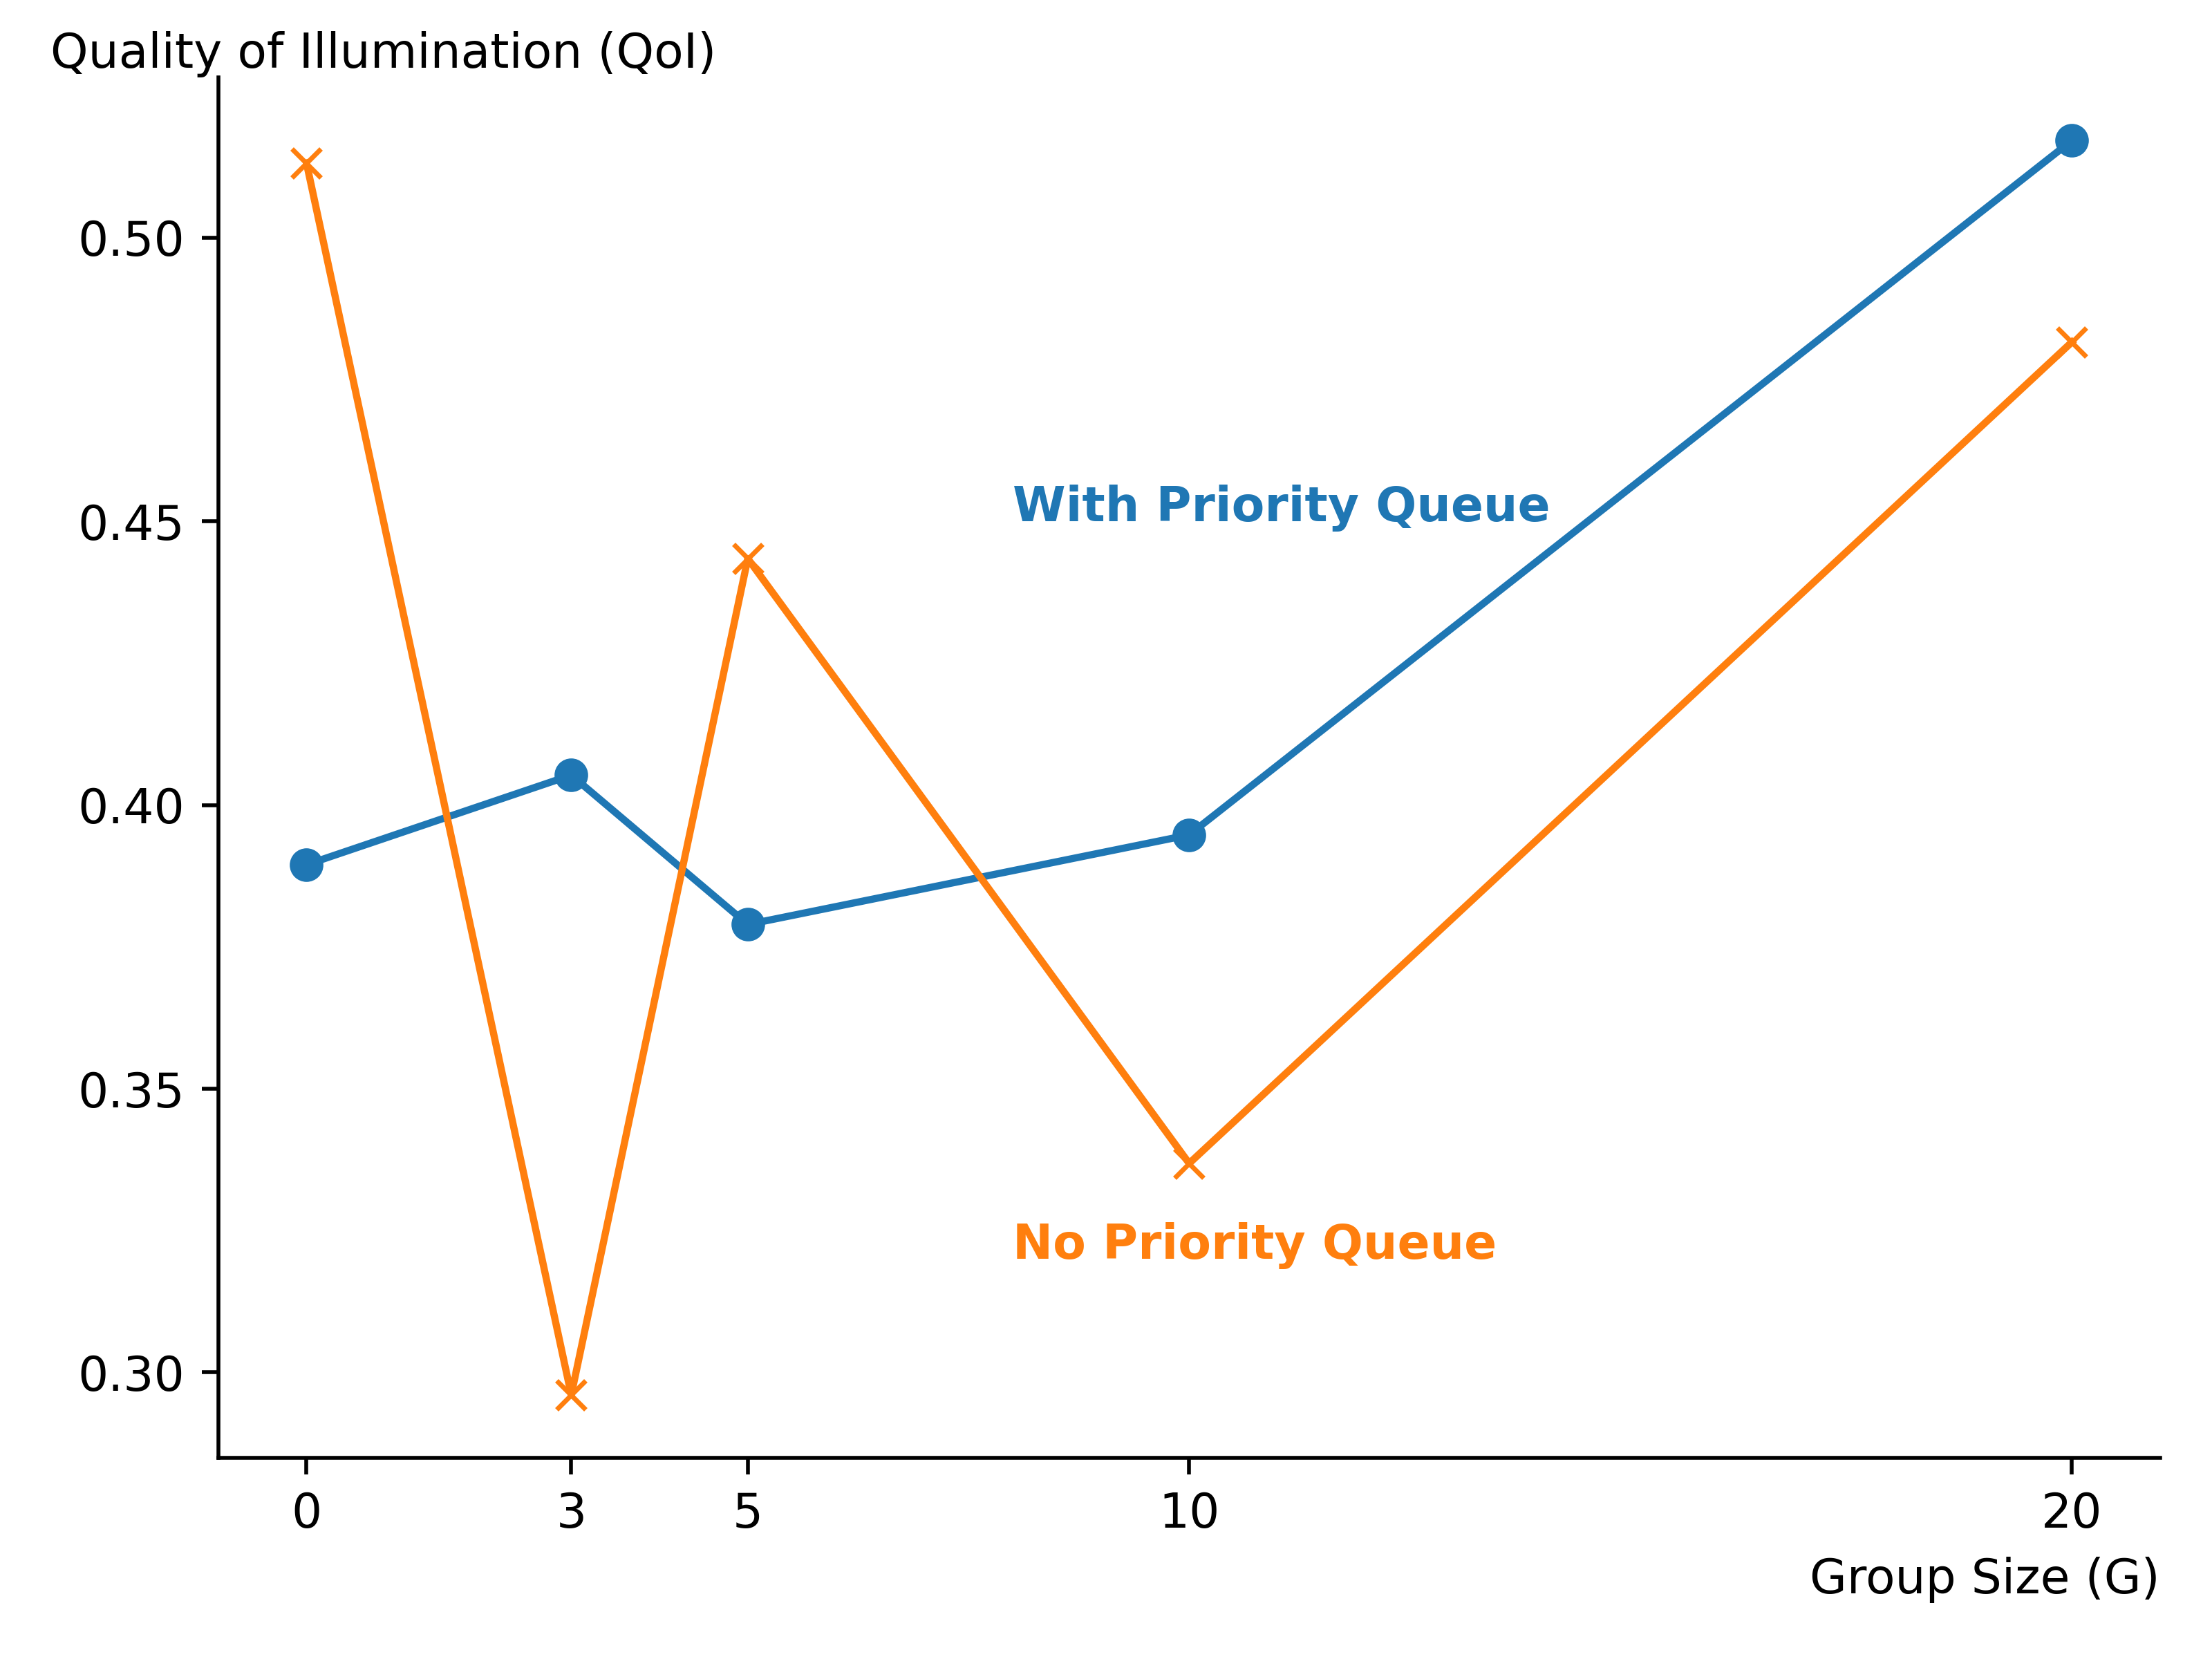 Quality of Illumination (QoI)
0.50
0.45
With Priority Queue
0.40
0.35
No Priority Queue
0.30
0 3 5 10 20
Group Size (G)